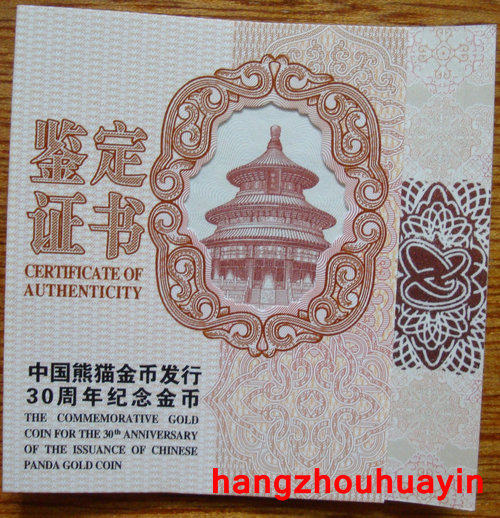 鉴定
证书
CERTIFICATE OF
AUTHENTICITY
中国熊猫金币发行
30周年纪念金币
THE COMMEMORATIVE GOLD
COIN FOR THE 30th ANNIVERSARY
OF THE ISSUANCE OF CHINESE
PANDA GOLD COIN
hangzhouhuayin